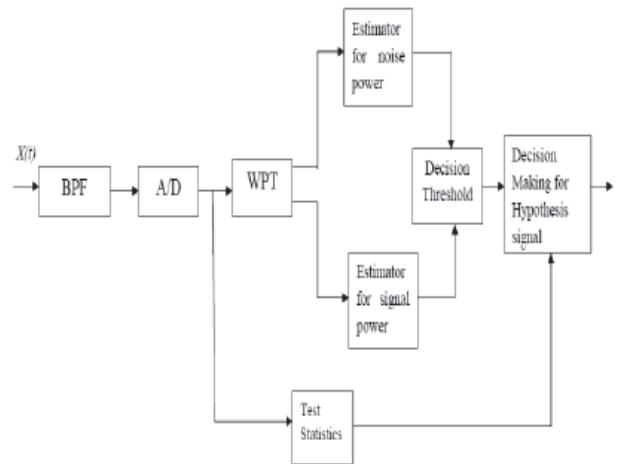 Estimator
for noise
power
X(t)
BPF
A/D
WPT
Decision
Threshold
Decision
Making for
Hypothesis
signal
Estimator
for signal
power
Test
Statistics